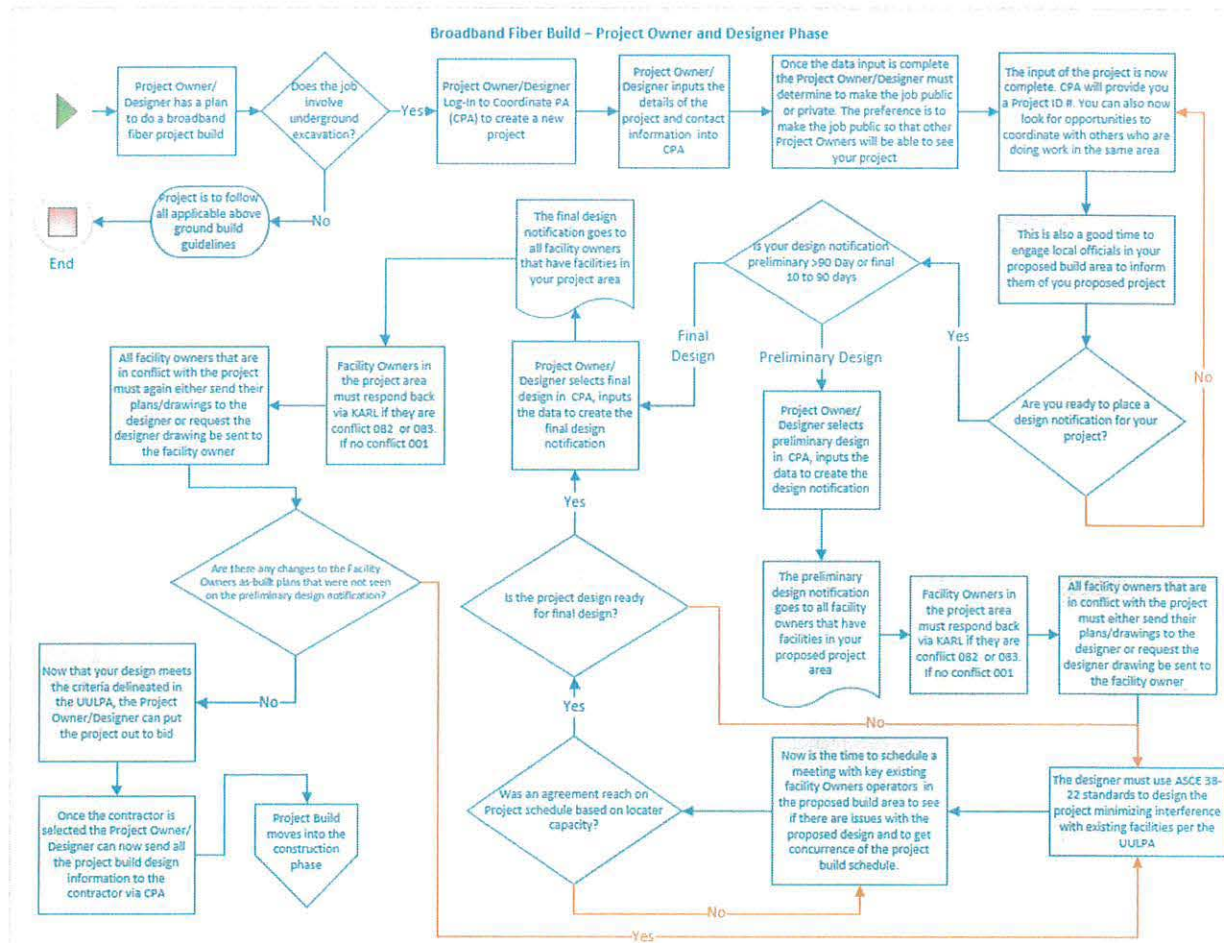 Broadband Fiber Build – Project Owner and Designer Phase
Project Owner/
Designer has a plan
to do a broadband
fiber project build
Does the job
involve
underground
excavation?
Yes
Project Owner/Designer
Log-In to Coordinate PA
(CPA) to create a new
project
Project Owner/
Designer inputs the
details of the
project and contact
information into
CPA
Once the data input is complete
the Project Owner/Designer must
determine to make the job public
or private. The preference is to
make the job public so that other
Project Owners will be able to see
your project
The input of the project is now
complete. CPA will provide you
a Project ID #. You can also now
look for opportunities to
coordinate with others who are
doing work in the same area
No
Project is to follow
all applicable above
ground build
guidelines
End
This is also a good time to
engage local officials in your
proposed build area to inform
them of you proposed project
Are you ready to place a
design notification for your
project?
No
Yes
Is your design notification
preliminary >90 Day or final
10 to 90 days
Final
Design
Preliminary Design
The final design
notification goes to
all facility owners
that have facilities in
your project area
Project Owner/
Designer selects final
design in CPA, inputs
the data to create the
final design
notification
Facility Owners in
the project area
must respond back
via KARL if they are
conflict 082 or 083.
If no conflict 001
All facility owners that are
in conflict with the project
must again either send their
plans/drawings to the
designer or request the
designer drawing be sent to
the facility owner
Project Owner/
Designer selects
preliminary design
in CPA, inputs the
data to create the
design notification
Yes
Are there any changes to the Facility
Owners as-built plans that were not seen
on the preliminary design notification?
Is the project design ready
for final design?
The preliminary
design notification
goes to all facility
owners that have
facilities in your
proposed project
area
Facility Owners in
the project area
must respond back
via KARL if they are
conflict 082 or 083.
If no conflict 001
All facility owners that are
in conflict with the project
must either send their
plans/drawings to the
designer or request the
designer drawing be sent to
the facility owner
No
Now that your design meets
the criteria delineated in
the UULPA, the Project
Owner/Designer can put
the project out to bid
Yes
No
Was an agreement reach on
Project schedule based on locater
capacity?
Now is the time to schedule a
meeting with key existing
facility Owners operators in
the proposed build area to see
if there are issues with the
proposed design and to get
concurrence of the project
build schedule.
The designer must use ASCE 38-
22 standards to design the
project minimizing interference
with existing facilities per the
UULPA
Once the contractor is
selected the Project Owner/
Designer can now send all
the project build design
information to the
contractor via CPA
Project Build
moves into the
construction
phase
No
Yes